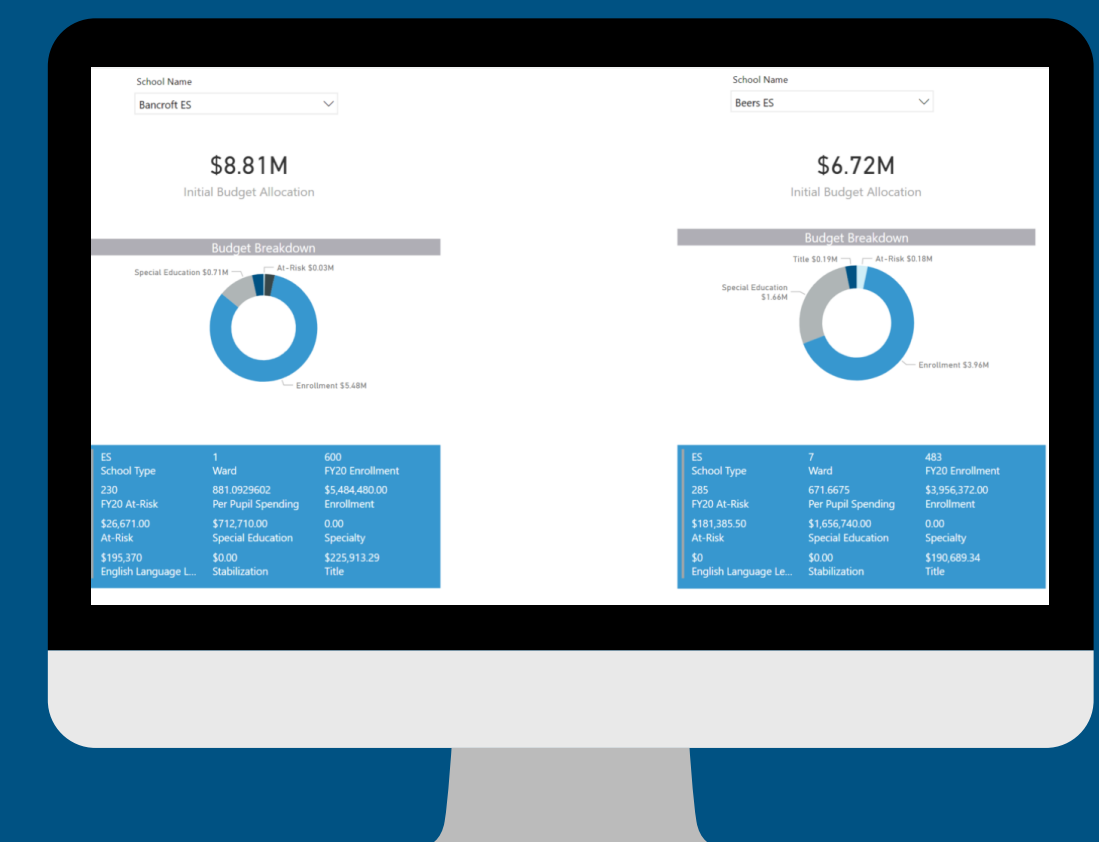 School Name
Bancroft ES
$8.81M
Initial Budget Allocation
Budget Breakdown
Special Education $0.71M
At-Risk $0.03M
Enrollment $5.48M
ES 1 600
School Type Ward FY20 Enrollment
230 881.0929602 $5,484,480.00
FY20 At-Risk Per Pupil Spending Enrollment
$26,671.00 $712,710.00 0.00
At-Risk Special Education Specialty
$195,370 $0.00 $225,913.29
English Language L... Stabilization Title
School Name
Beers ES
$6.72M
Initial Budget Allocation
Budget Breakdown
Title $0.19M
At-Risk $0.18M
Special Education
$1.66M
Enrollment $3.96M
ES 7 483
School Type Ward FY20 Enrollment
285 671.6675 $3,956,372.00
FY20 At-Risk Per Pupil Spending Enrollment
$181,385.50 $1,656,740.00 0.00
At-Risk Special Education Specialty
$0 $0.00 $190,689.34
English Language Le... Stabilization Title